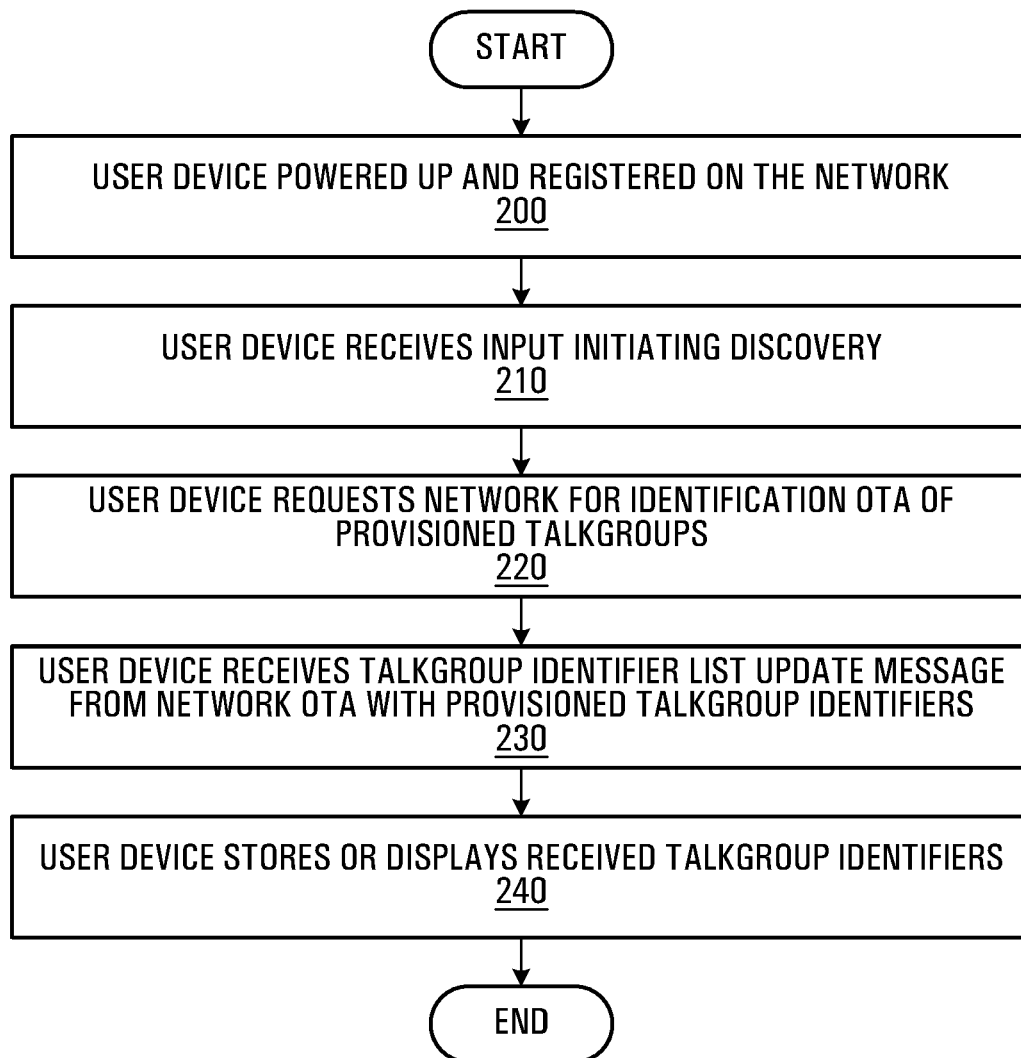 START
USER DEVICE POWERED UP AND REGISTERED ON THE NETWORK
200
USER DEVICE RECEIVES INPUT INITIATING DISCOVERY
210
USER DEVICE REQUESTS NETWORK FOR IDENTIFICATION OTA OF
PROVISIONED TALKGROUPS
220
USER DEVICE RECEIVES TALKGROUP IDENTIFIER LIST UPDATE MESSAGE
FROM NETWORK OTA WITH PROVISIONED TALKGROUP IDENTIFIERS
230
USER DEVICE STORES OR DISPLAYS RECEIVED TALKGROUP IDENTIFIERS
240
END